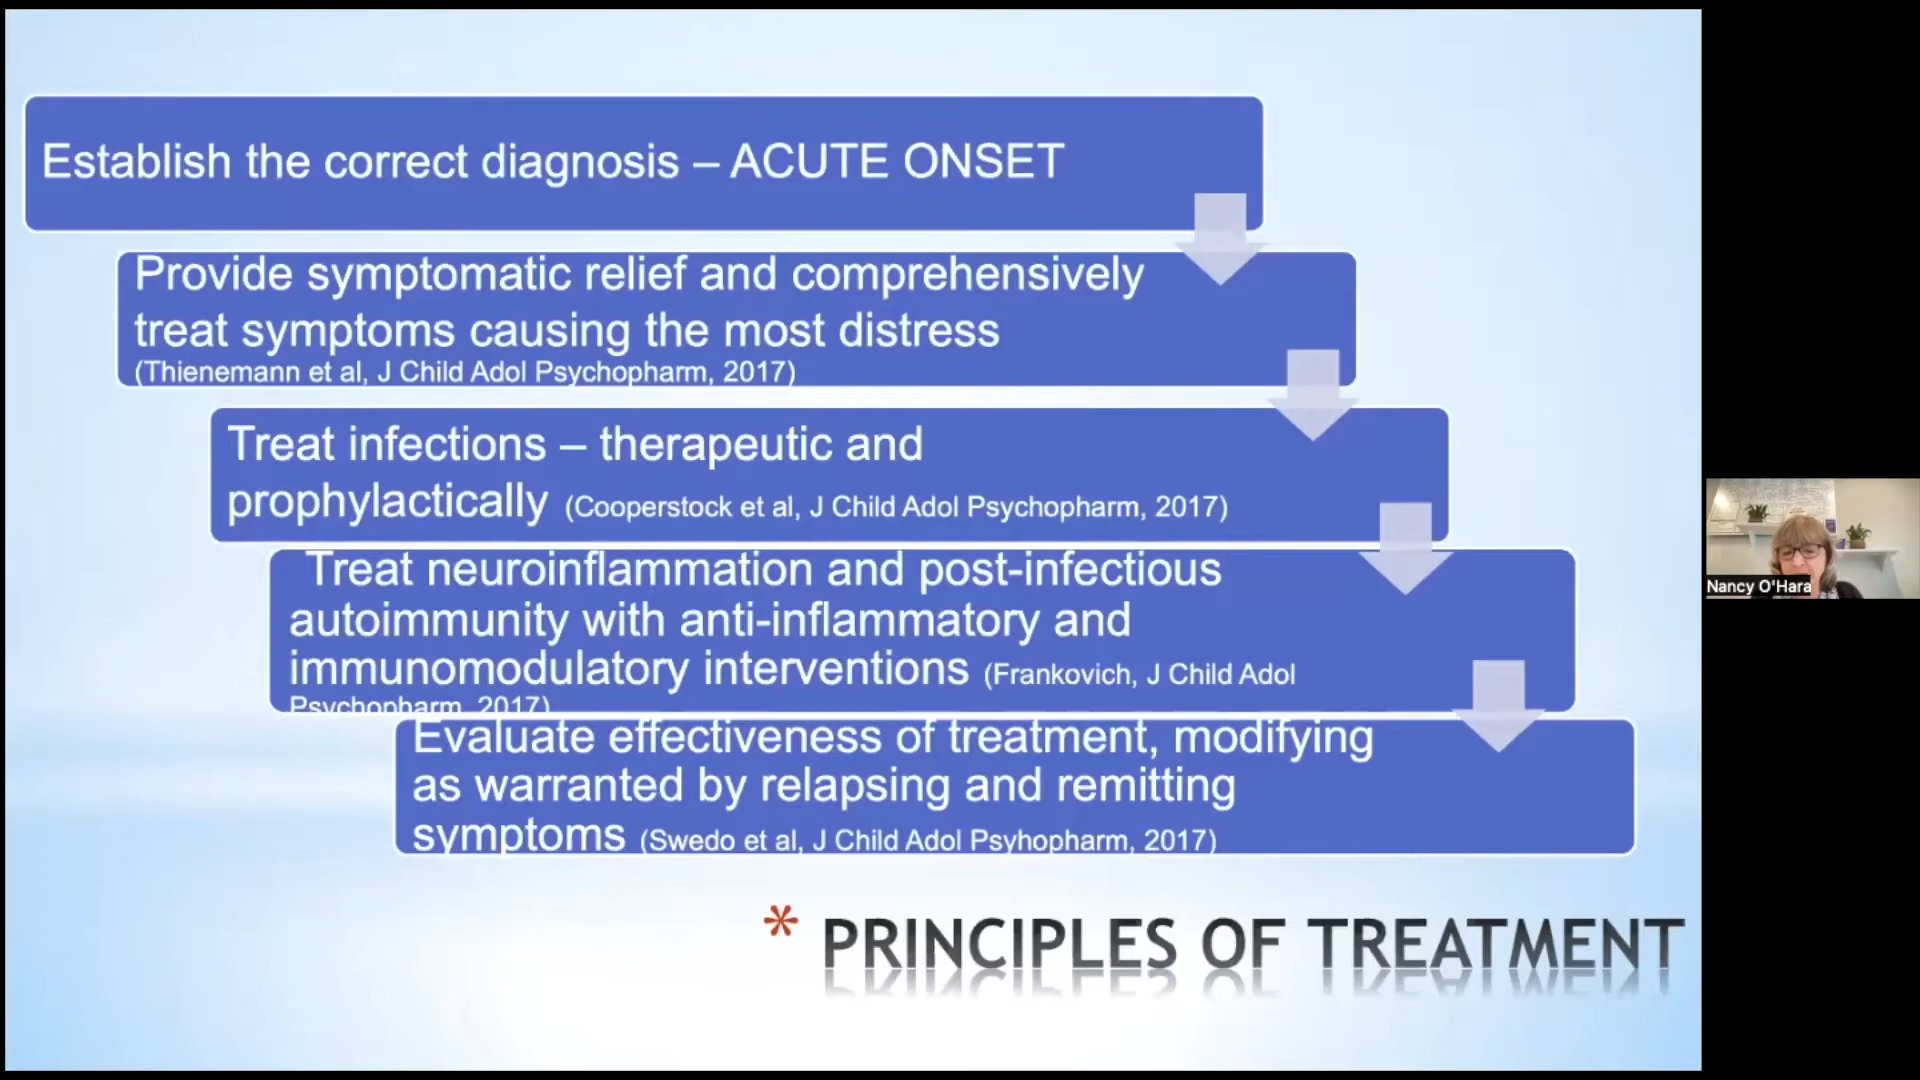 Establish the correct diagnosis – ACUTE ONSET
Provide symptomatic relief and comprehensively
treat symptoms causing the most distress
(Thienemann et al, J Child Adol Psychopharm, 2017)
Treat infections – therapeutic and
prophylactically (Cooperstock et al, J Child Adol Psychopharm, 2017)
Treat neuroinflammation and post-infectious
autoimmunity with anti-inflammatory and
immunomodulatory interventions (Frankovich, J Child Adol
Psychopharm, 2017)
Evaluate effectiveness of treatment, modifying
as warranted by relapsing and remitting
symptoms (Swedo et al, J Child Adol Psyhopharm, 2017)
* PRINCIPLES OF TREATMENT
Nancy O'Hara